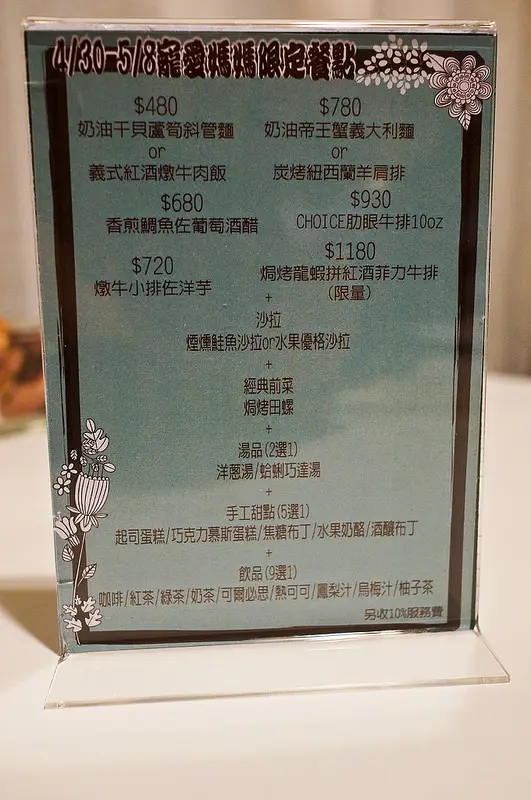 4/30-5/8寵愛媽媽限定餐點
$480
奶油干貝蘆筍斜管麵
or
義式紅酒燉牛肉飯
$780
奶油帝王蟹義大利麵
or
炭烤紐西蘭羊肩排
$680
香煎鯛魚佐葡萄酒醋
$930
CHOICE肋眼牛排10oz
$720
燉牛小排佐洋芋
$1180
焗烤龍蝦拼紅酒菲力牛排
(限量)
+
沙拉
煙燻鮭魚沙拉or水果優格沙拉
+
經典前菜
焗烤田螺
+
湯品(2選1)
洋蔥湯/蛤蜊巧達湯
+
手工甜點(5選1)
起司蛋糕/巧克力慕斯蛋糕/焦糖布丁/水果奶酪/酒釀布丁
+
飲品(9選1)
咖啡/紅茶/綠茶/奶茶/可爾必思/熱可可/鳳梨汁/烏梅汁/柚子茶
另收10%服務費